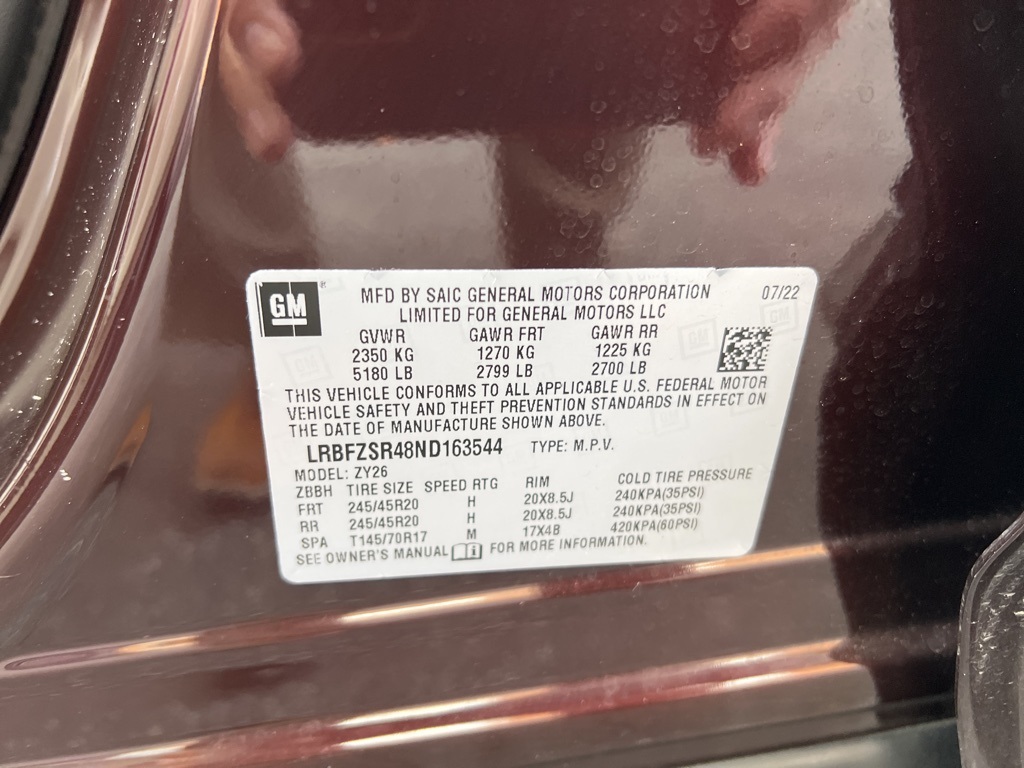 GM ® MFD BY SAIC GENERAL MOTORS CORPORATION 07/22
LIMITED FOR GENERAL MOTORS LLC
GVWR GAWR FRT GAWR RR
2350 KG 1270 KG 1225 KG
5180 LB 2799 LB 2700 LB
THIS VEHICLE CONFORMS TO ALL APPLICABLE U.S. FEDERAL MOTOR
VEHICLE SAFETY AND THEFT PREVENTION STANDARDS IN EFFECT ON
THE DATE OF MANUFACTURE SHOWN ABOVE.
LRBFZSR48ND163544 TYPE: M.P.V.
MODEL: ZY26
ZBBH TIRE SIZE SPEED RTG RIM COLD TIRE PRESSURE
FRT 245/45R20 H 20X8.5J 240KPA(35PSI)
RR 245/45R20 H 20X8.5J 240KPA(35PSI)
SPA T145/70R17 M 17X4B 420KPA(60PSI)
SEE OWNER'S MANUAL FOR MORE INFORMATION.